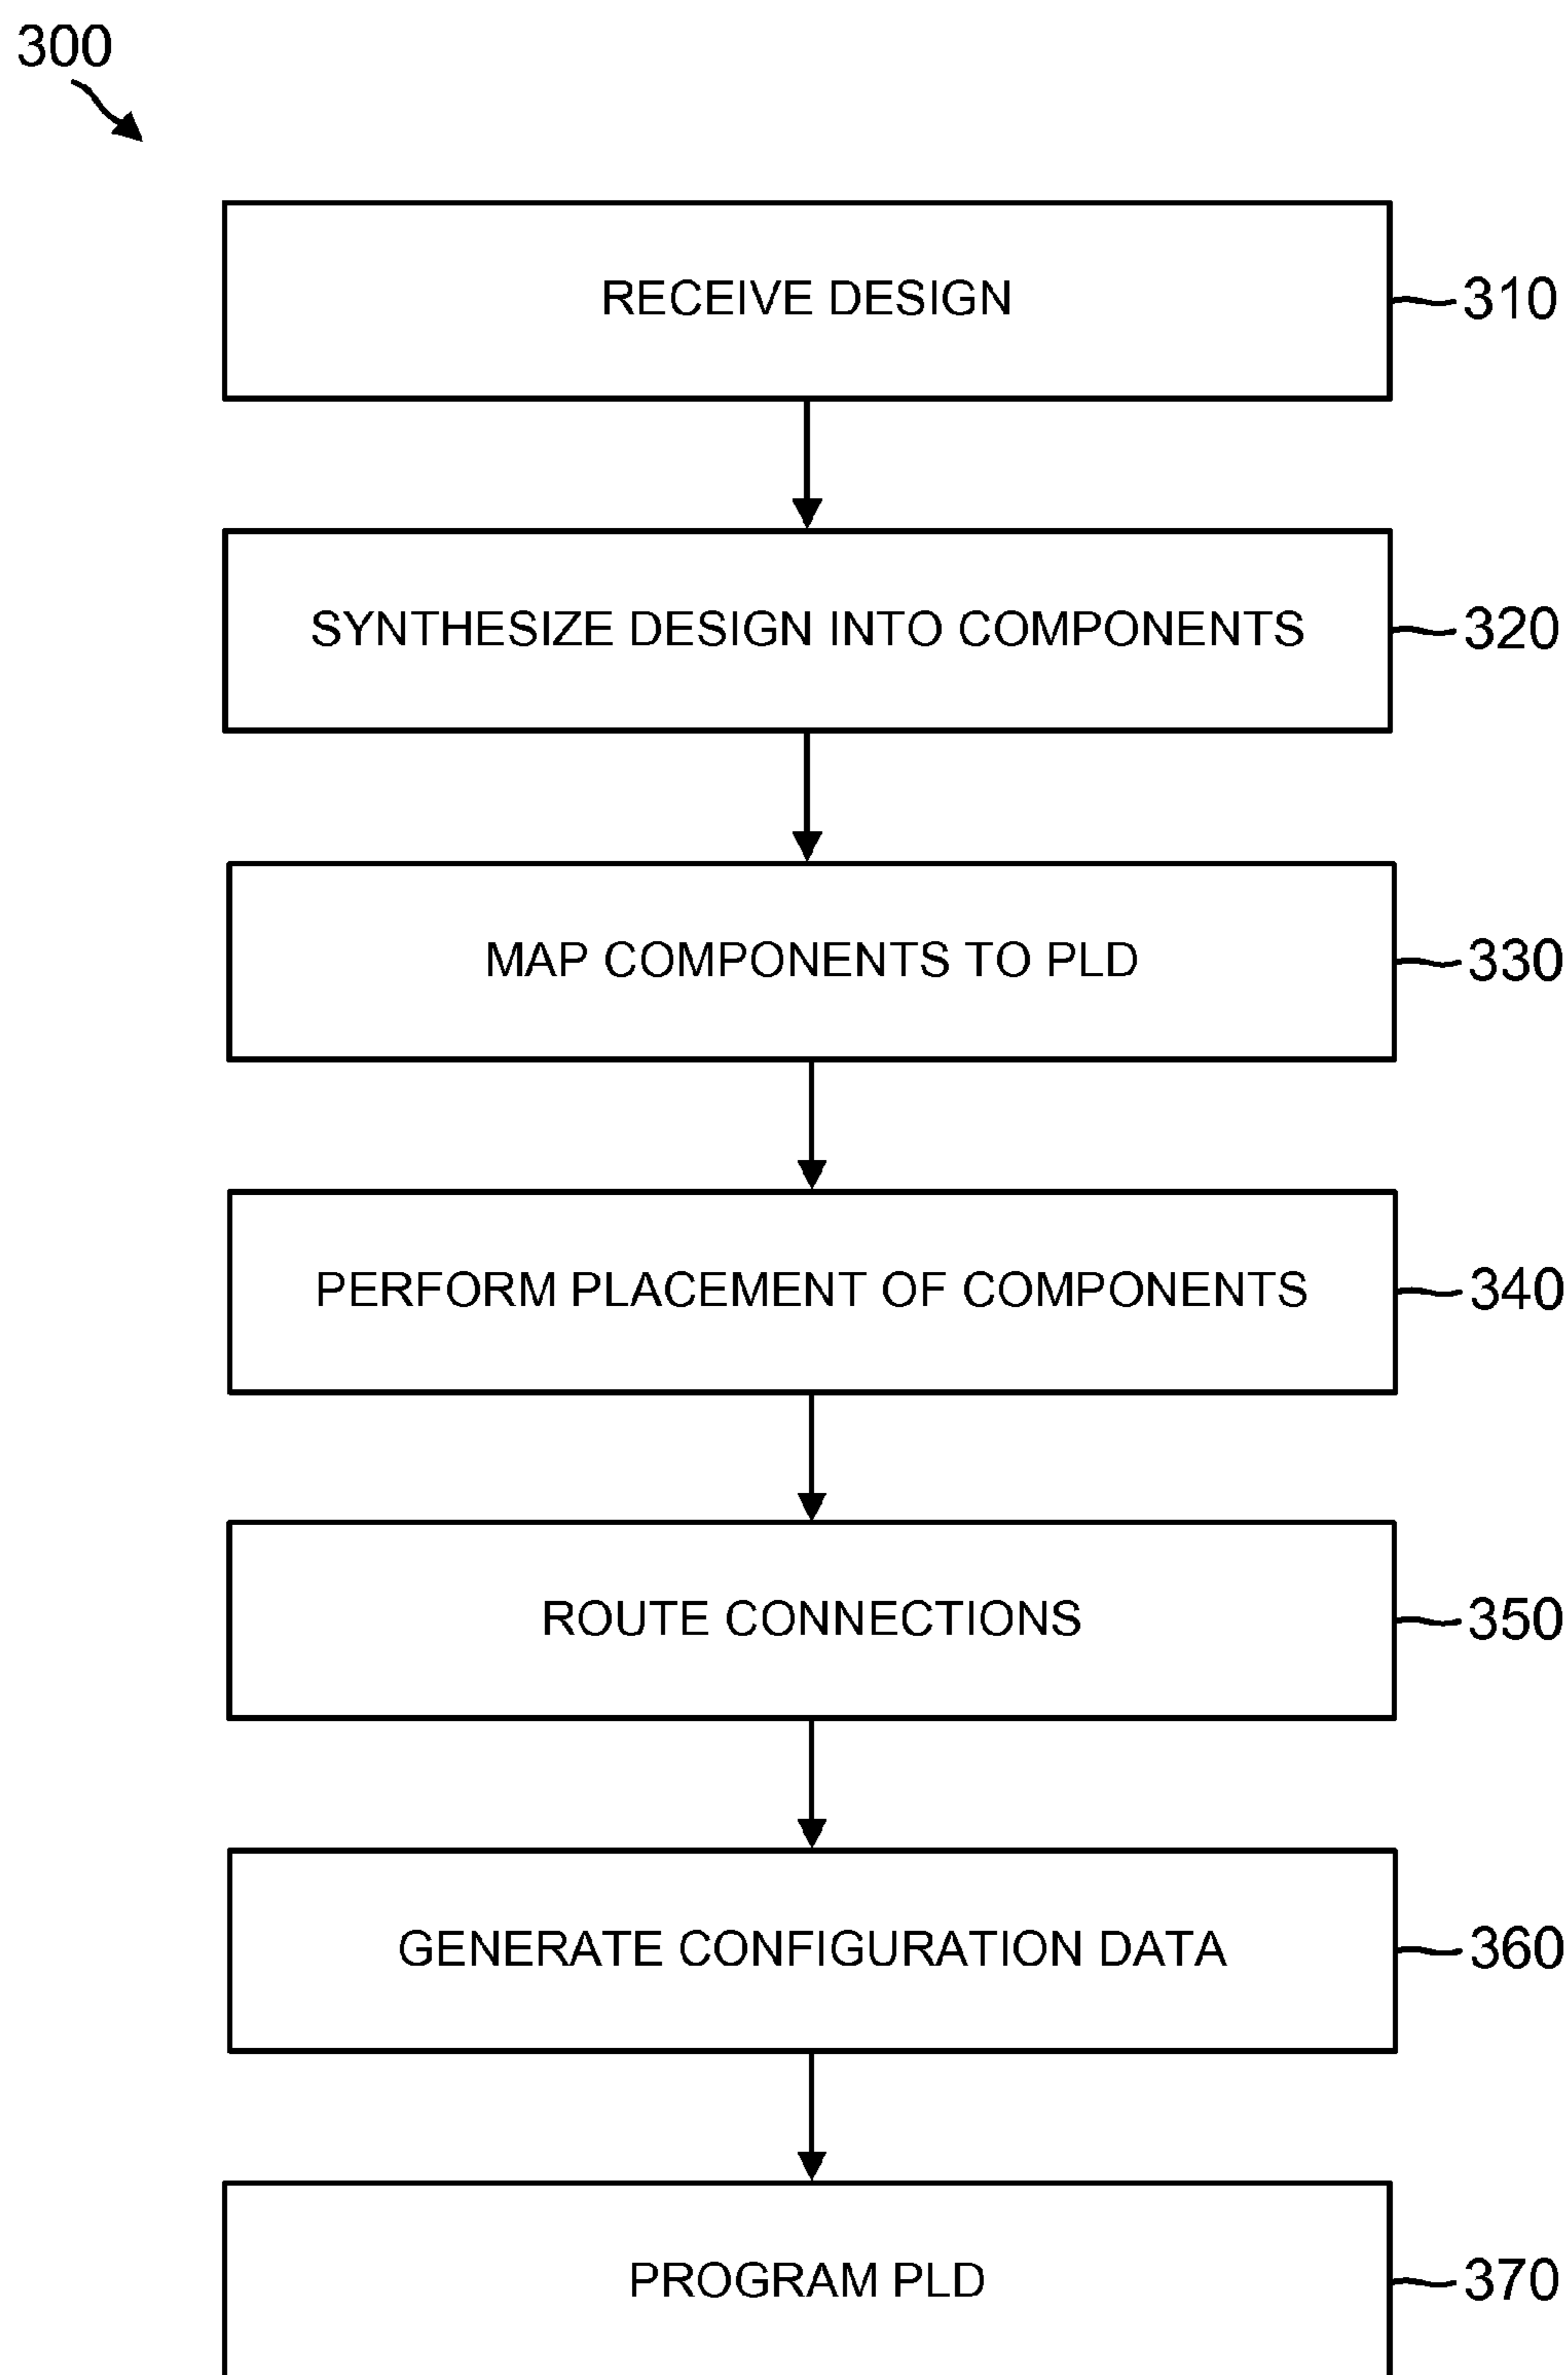 300
RECEIVE DESIGN 310
SYNTHESIZE DESIGN INTO COMPONENTS 320
MAP COMPONENTS TO PLD 330
PERFORM PLACEMENT OF COMPONENTS 340
ROUTE CONNECTIONS 350
GENERATE CONFIGURATION DATA 360
PROGRAM PLD 370